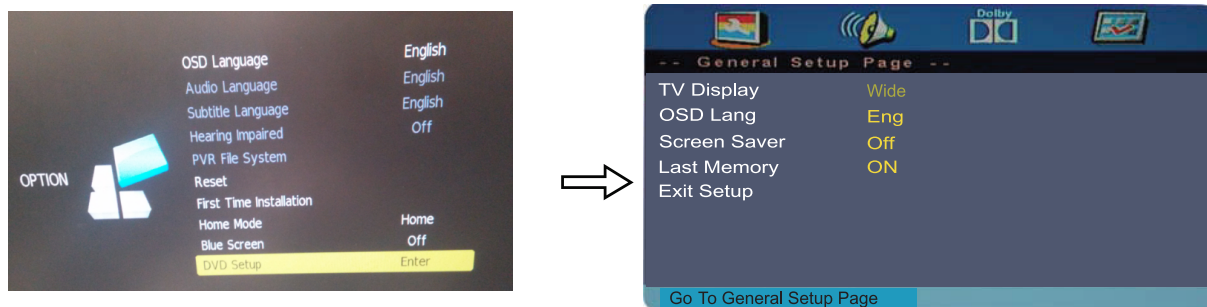 OSD Language English
Audio Language English
Subtitle Language English
Hearing Impaired Off
PVR File System
OPTION
Reset
First Time Installation
Home Mode Home
Blue Screen Off
DVD Setup Enter
Dolby
-- General Setup Page --
TV Display Wide
OSD Lang Eng
Screen Saver Off
Last Memory ON
Exit Setup
Go To General Setup Page